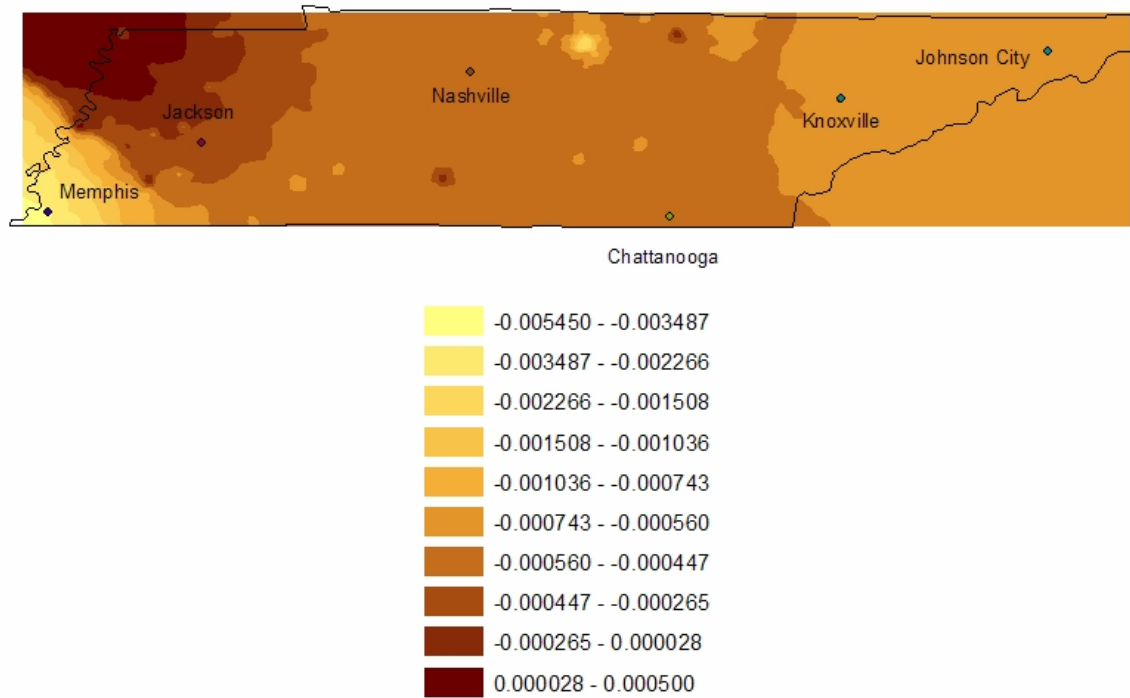 Johnson City
Nashville
Jackson
Knoxville
Memphis
Chattanooga
-0.005450 - -0.003487
-0.003487 - -0.002266
-0.002266 - -0.001508
-0.001508 - -0.001036
-0.001036 - -0.000743
-0.000743 - -0.000560
-0.000560 - -0.000447
-0.000447 - -0.000265
-0.000265 - 0.000028
0.000028 - 0.000500